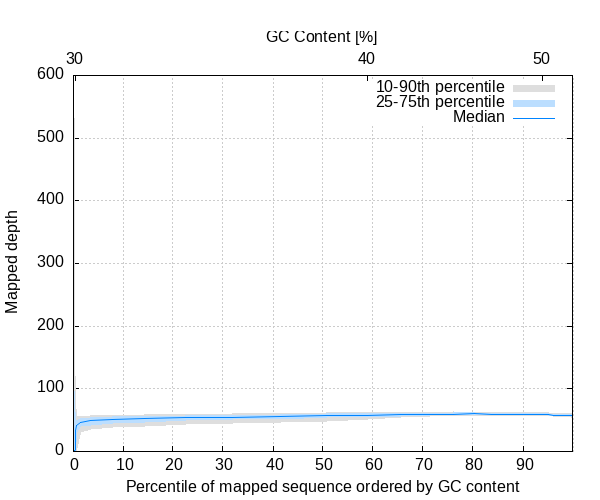 GC Content [%]
30 40 50
600
500
400
300
200
100
0
Mapped depth
10-90th percentile
25-75th percentile
Median
0 10 20 30 40 50 60 70 80 90
Percentile of mapped sequence ordered by GC content